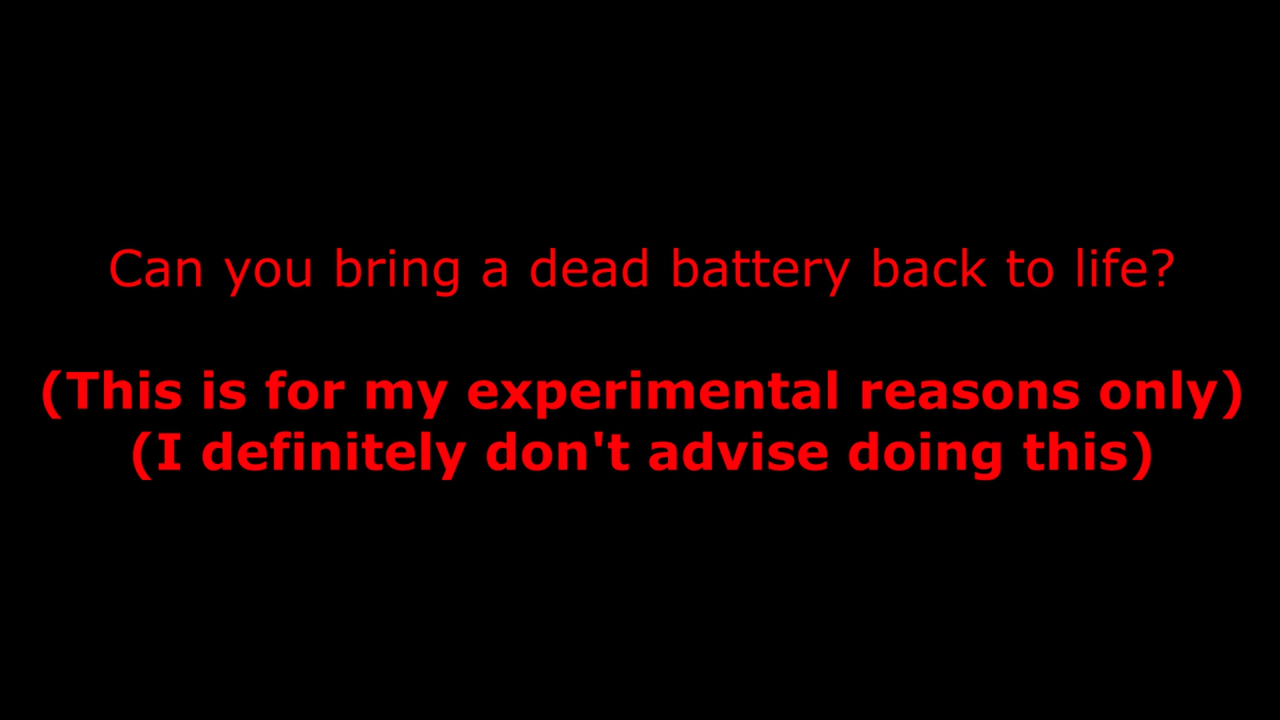 Can you bring a dead battery back to life?
(This is for my experimental reasons only)
(I definitely don't advise doing this)